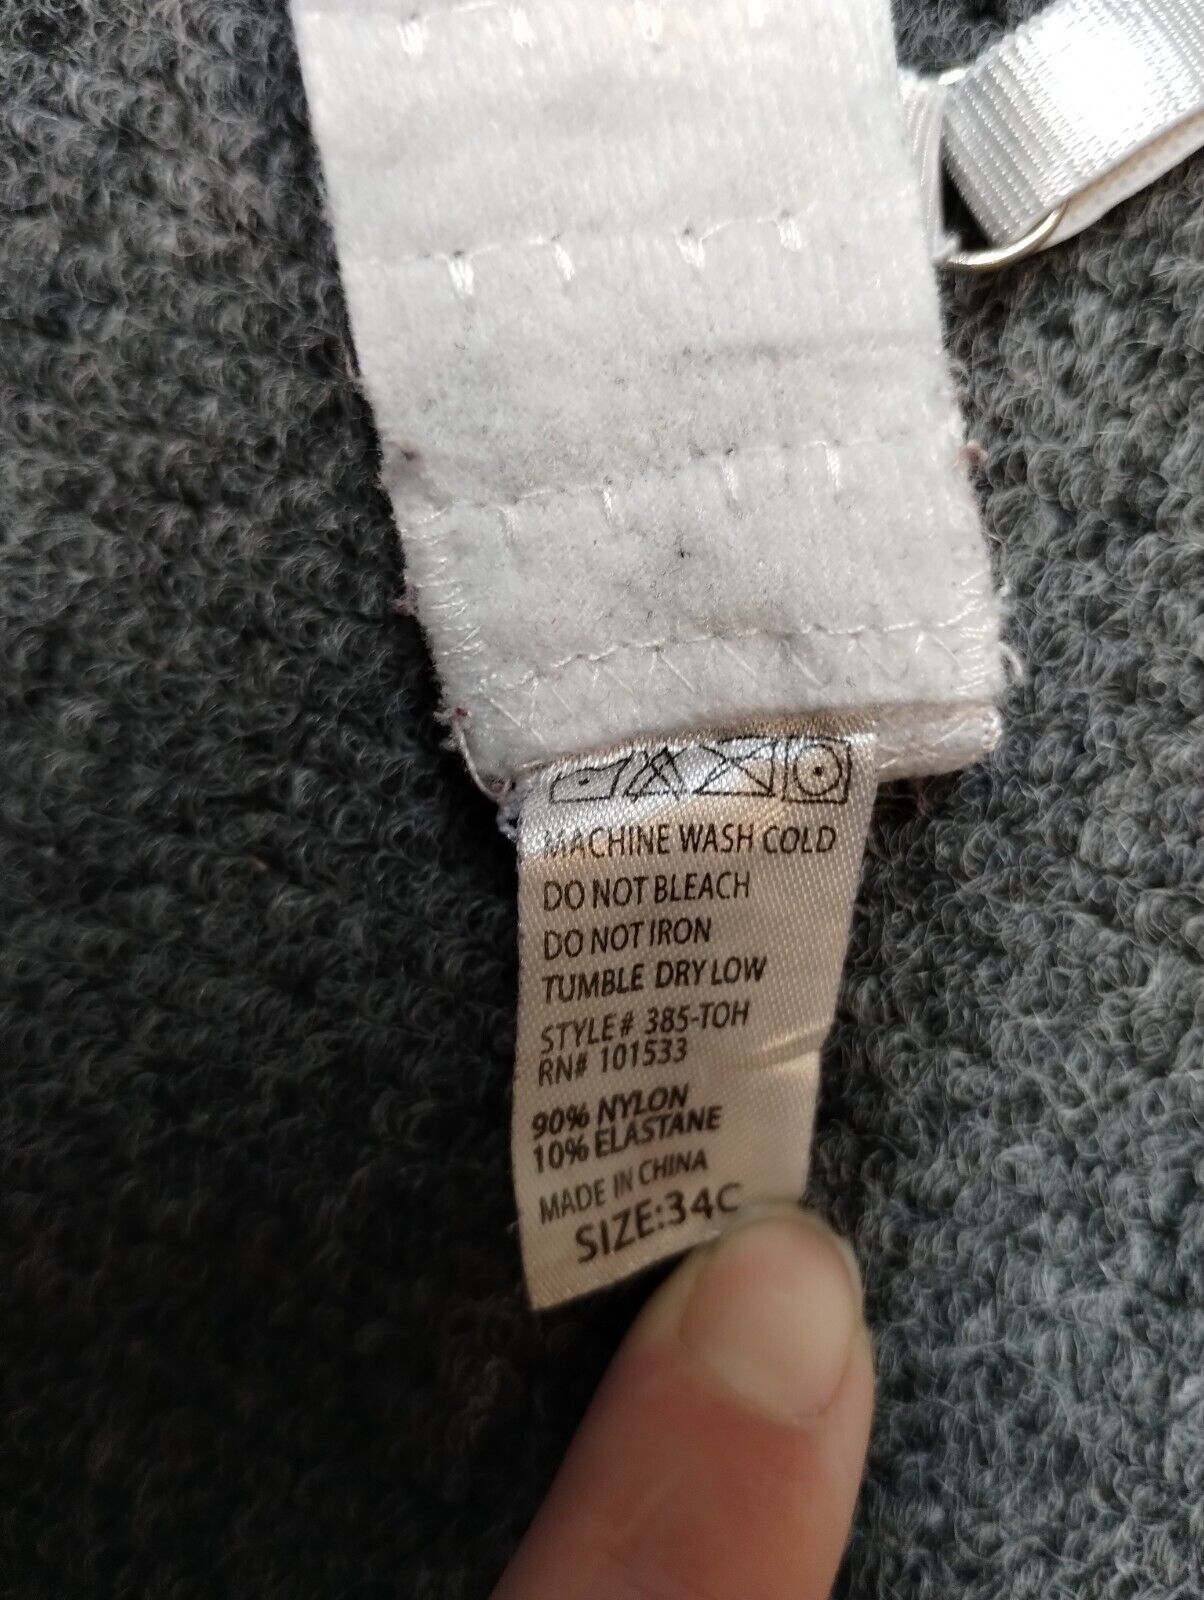 MACHINE WASH COLD
DO NOT BLEACH
DO NOT IRON
TUMBLE DRY LOW
STYLE# 385-TOH
RN# 101533
90% NYLON
10% ELASTANE
MADE IN CHINA
SIZE:34C